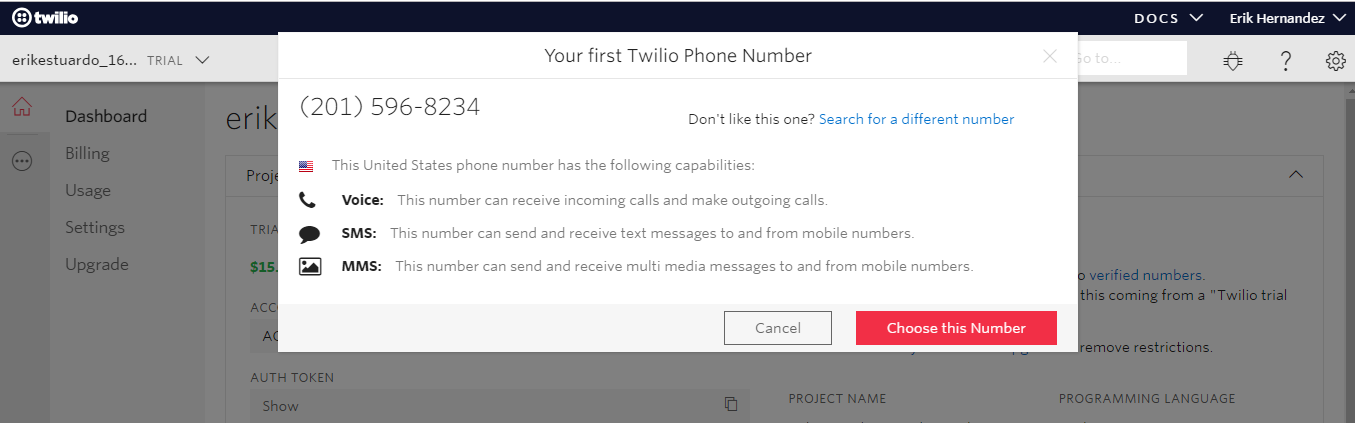 twilio
DOCS
Erik Hernandez
erikestuardo_16...
TRIAL
Go to...
Your first Twilio Phone Number
(201) 596-8234
Don't like this one? Search for a different number
This United States phone number has the following capabilities:
Voice: This number can receive incoming calls and make outgoing calls.
SMS: This number can send and receive text messages to and from mobile numbers.
MMS: This number can send and receive multi media messages to and from mobile numbers.
Cancel
Choose this Number
Dashboard
Billing
Usage
Settings
Upgrade
erik
Proje
TRIA
$15.
verified numbers.
this coming from a "Twilio trial
remove restrictions.
ACCO
AC
AUTH TOKEN
Show
PROJECT NAME
PROGRAMMING LANGUAGE